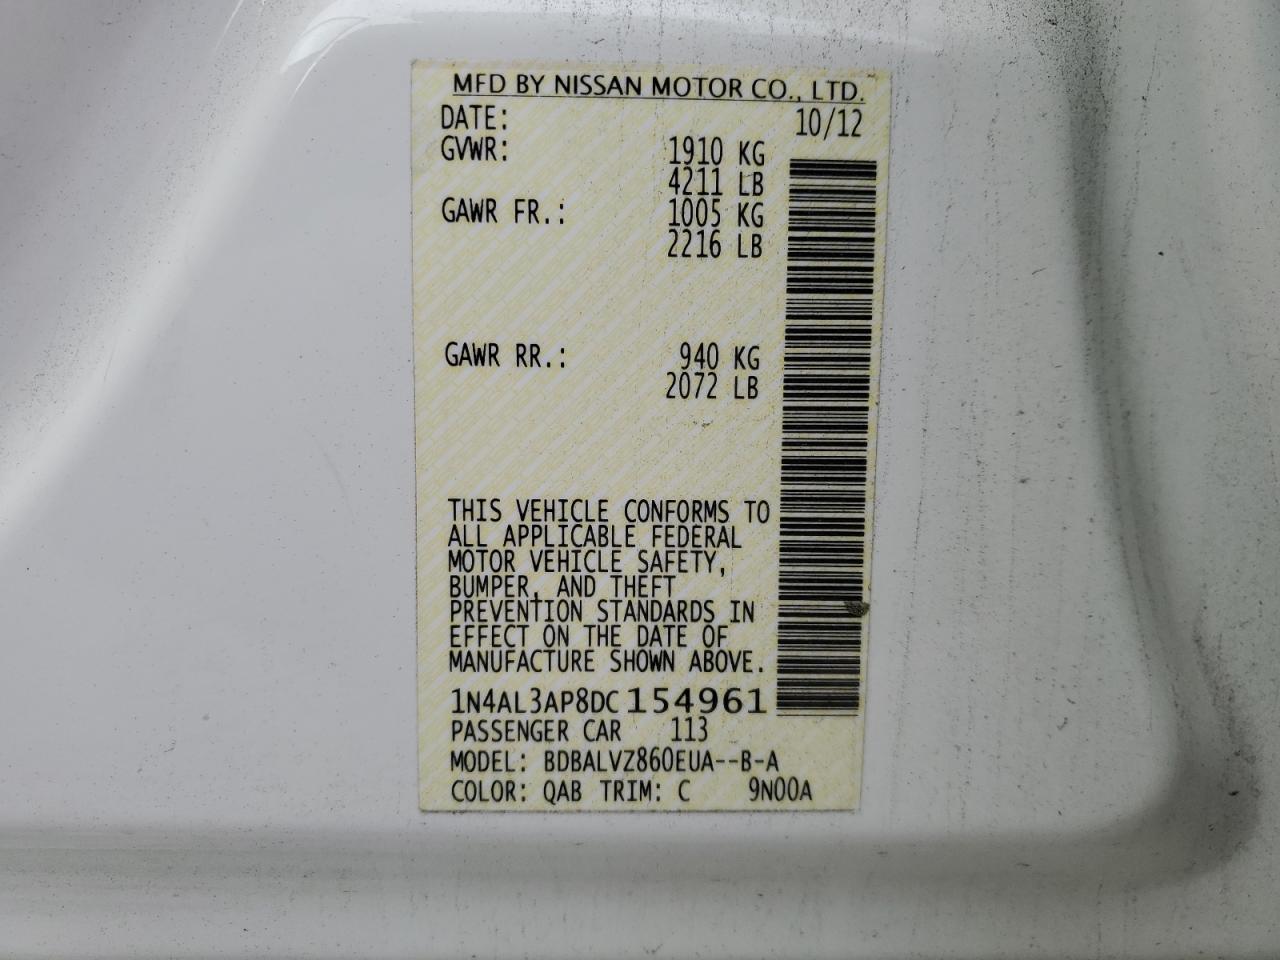 MFD BY NISSAN MOTOR CO., LTD.
DATE: 10/12
GVWR: 1910 KG
4211 LB
GAWR FR.: 1005 KG
2216 LB
GAWR RR.: 940 KG
2072 LB
THIS VEHICLE CONFORMS TO
ALL APPLICABLE FEDERAL
MOTOR VEHICLE SAFETY,
BUMPER, AND THEFT
PREVENTION STANDARDS IN
EFFECT ON THE DATE OF
MANUFACTURE SHOWN ABOVE.
1N4AL3AP8DC154961
PASSENGER CAR 113
MODEL: BDBALVZ860EUA--B-A
COLOR: QAB TRIM: C 9N00A